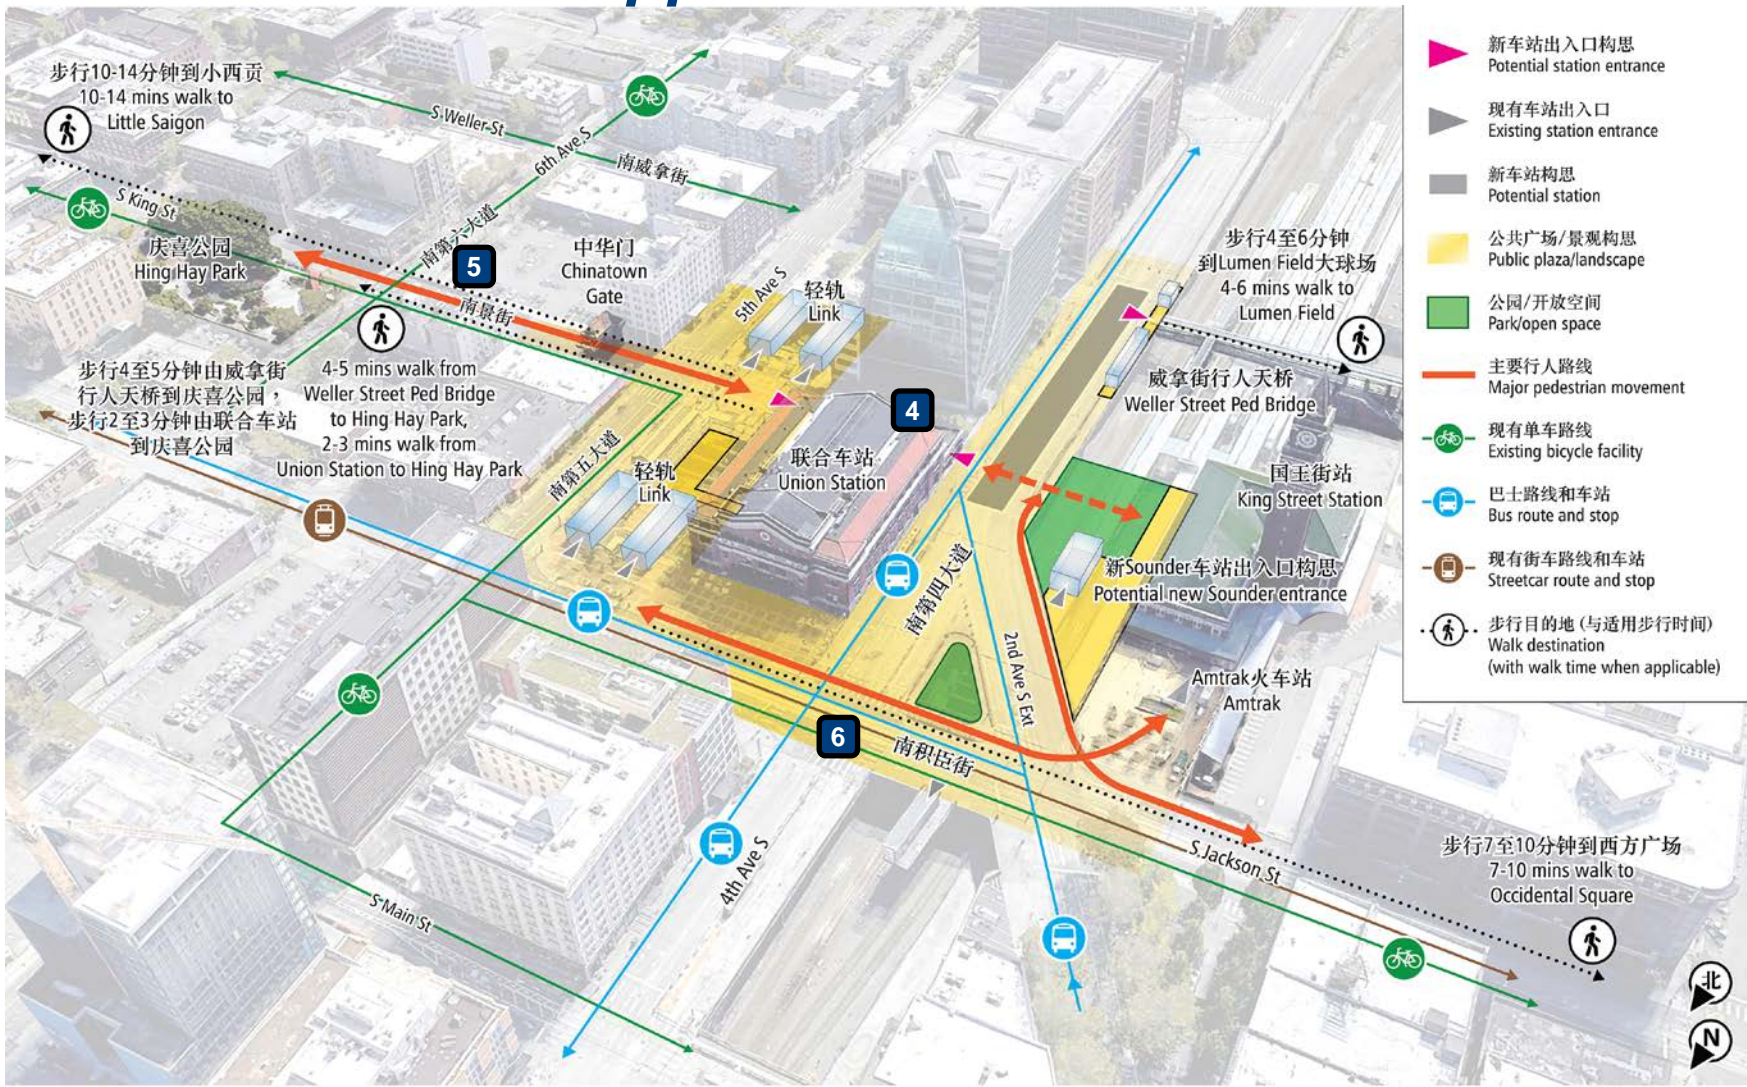 步行10-14分钟到小西贡
10-14 mins walk to
Little Saigon
S Weller St
南威拿街
6th Ave S
南第六大道
S King St
庆喜公园
Hing Hay Park
5
南景街
中华门
Chinatown
Gate
5th Ave S
轻轨
Link
步行4至6分钟
到Lumen Field大球场
4-6 mins walk to
Lumen Field
威拿街行人天桥
Weller Street Ped Bridge
步行4至5分钟由威拿街
行人天桥到庆喜公园，
步行2至3分钟由联合车站
到庆喜公园
4-5 mins walk from
Weller Street Ped Bridge
to Hing Hay Park,
2-3 mins walk from
Union Station to Hing Hay Park
4
南第五大道
轻轨
Link
联合车站
Union Station
国王街站
King Street Station
南第四大道
新Sounder车站出入口构思
Potential new Sounder entrance
2nd Ave S Ext
Amtrak火车站
Amtrak
6
南积臣街
S Jackson St
4th Ave S
S Main St
步行7至10分钟到西方广场
7-10 mins walk to
Occidental Square
新车站出入口构思
Potential station entrance
现有车站出入口
Existing station entrance
新车站构思
Potential station
公共广场/景观构思
Public plaza/landscape
公园/开放空间
Park/open space
主要行人路线
Major pedestrian movement
现有单车路线
Existing bicycle facility
巴士路线和车站
Bus route and stop
现有街车路线和车站
Streetcar route and stop
步行目的地 (与适用步行时间)
Walk destination
(with walk time when applicable)
北
N